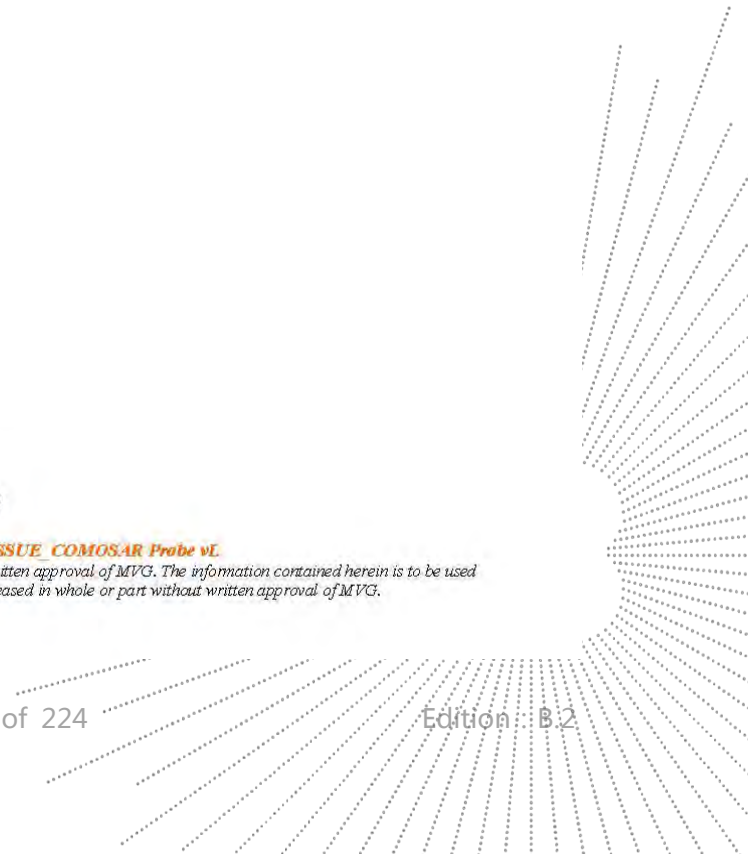 SSUE_COMOSAR Probe vL
itten approval of MVG. The information contained herein is to be used
eased in whole or part without written approval of MVG.
of 224
Edition : B.2